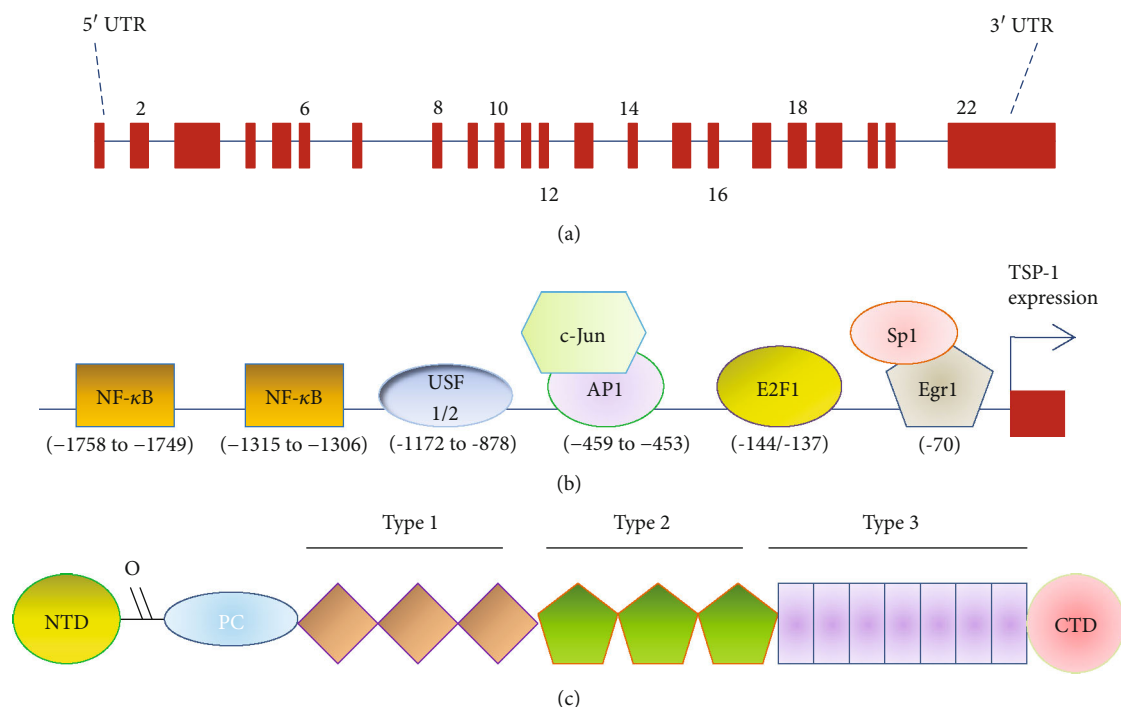 5′ UTR
3′ UTR
2
6
8
10
14
18
22
12
16
(a)
TSP-1
expression
c-Jun
Sp1
NF-κB
NF-κB
USF
1/2
AP1
E2F1
Egr1
(−1758 to −1749)
(−1315 to −1306)
(-1172 to -878)
(−459 to −453)
(-144/-137)
(-70)
(b)
Type 1
Type 2
Type 3
O
NTD
PC
CTD
(c)